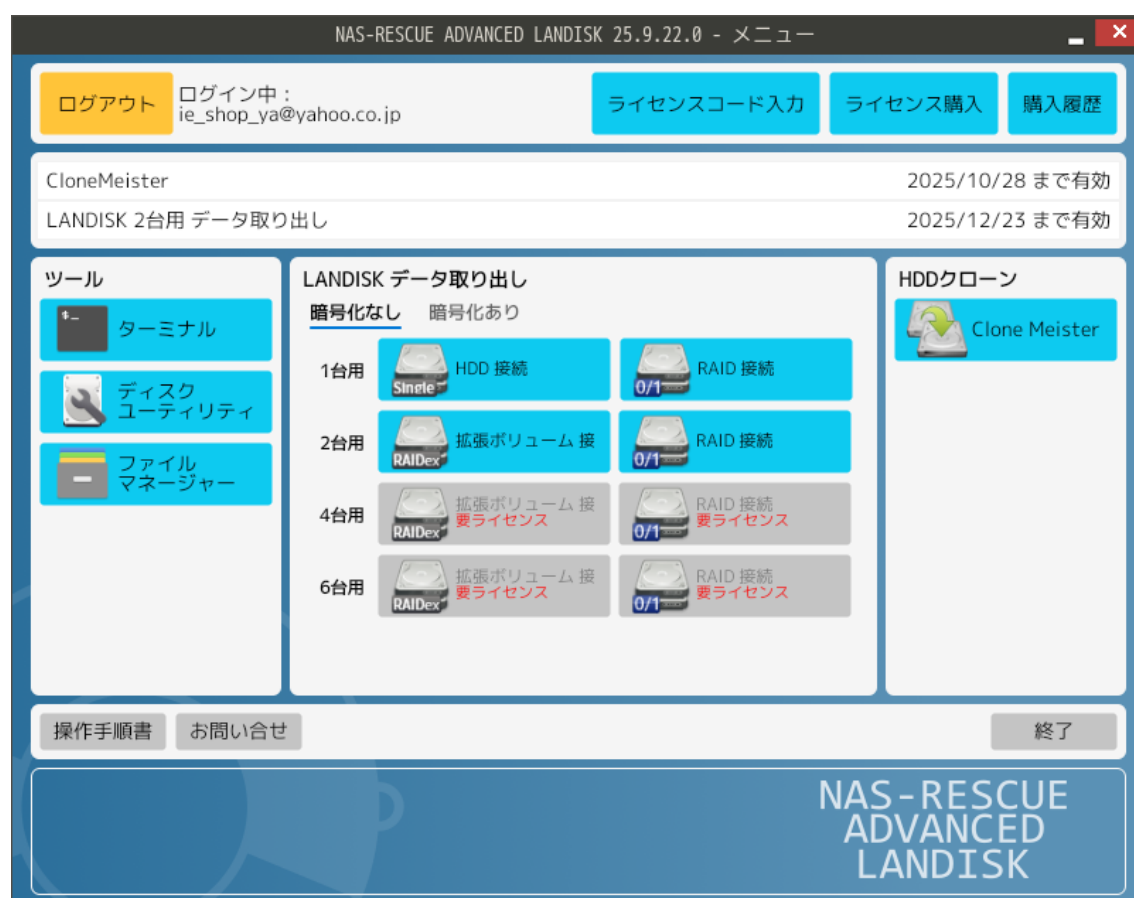 NAS-RESCUE ADVANCED LANDISK 25.9.22.0 - メニュー
ログアウト
ログイン中 :
ie_shop_ya@yahoo.co.jp
ライセンスコード入力
ライセンス購入
購入履歴
CloneMeister 2025/10/28 まで有効
LANDISK 2台用 データ取り出し 2025/12/23 まで有効
ツール
$_
ターミナル
ディスク
ユーティリティ
ファイル
マネージャー
LANDISK データ取り出し
暗号化なし 暗号化あり
1台用
Single
HDD 接続
0/1
RAID 接続
2台用
RAIDex
拡張ボリューム 接
0/1
RAID 接続
4台用
RAIDex
拡張ボリューム 接
要ライセンス
0/1
RAID 接続
要ライセンス
6台用
RAIDex
拡張ボリューム 接
要ライセンス
0/1
RAID 接続
要ライセンス
HDDクローン
Clone Meister
操作手順書
お問い合せ
終了
NAS-RESCUE
ADVANCED
LANDISK